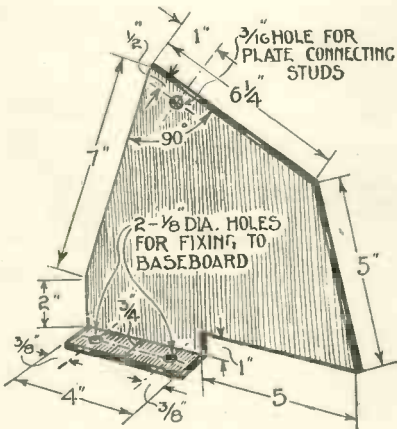 1"
1/2"
3/16" HOLE FOR
PLATE CONNECTING
STUDS
6 1/4"
90°
7"
2-1/8" DIA. HOLES
FOR FIXING TO
BASEBOARD
5"
2"
3/4"
3/8"
1"
4"
3/8"
5